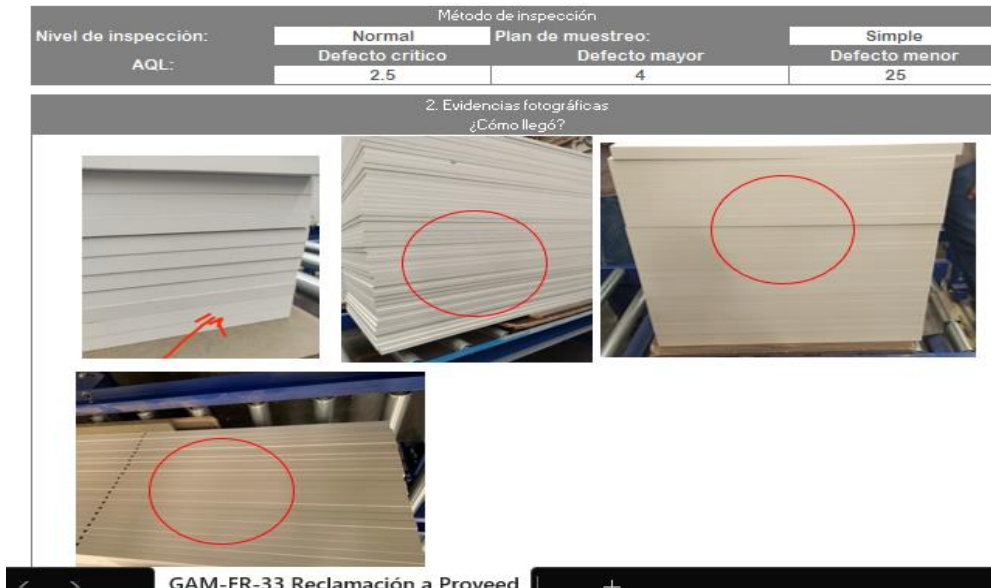 Método de inspección
Nivel de inspección: Normal Plan de muestreo: Simple
AQL: Defecto crítico Defecto mayor Defecto menor
2.5 4 25
2. Evidencias fotográficas
¿Cómo llegó?
GAM-FR-33 Reclamación a Proveed